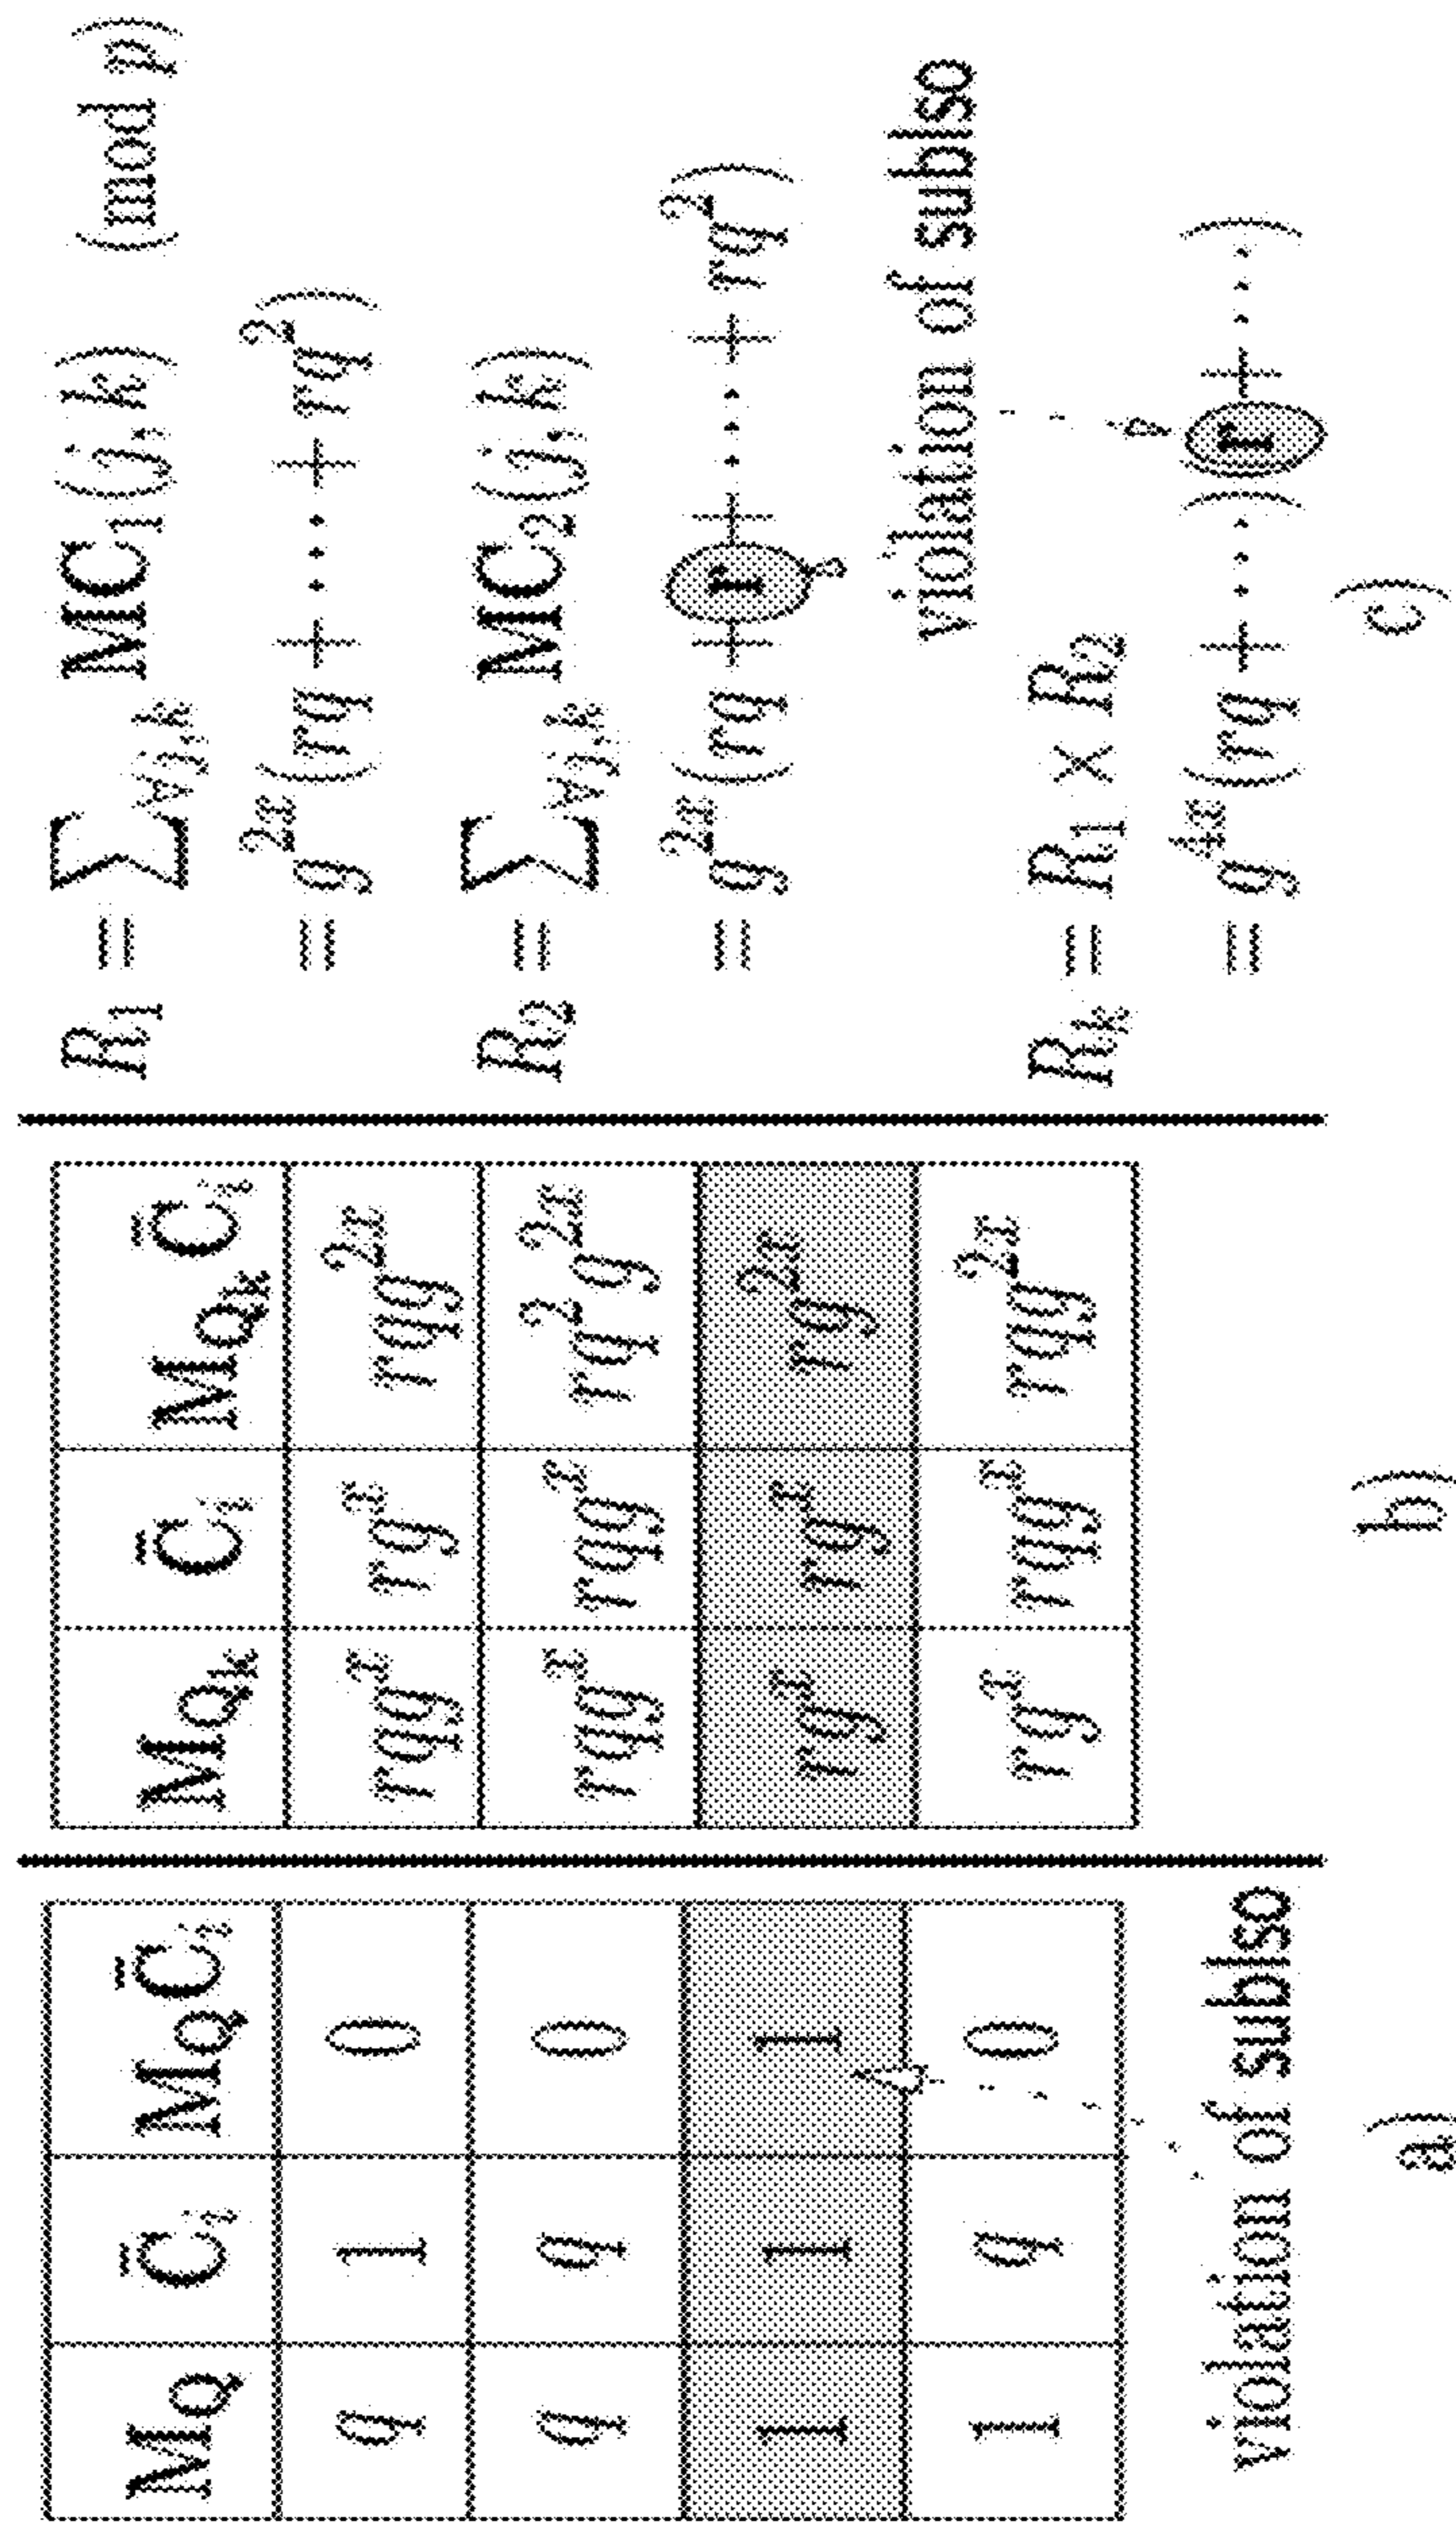 M_Q C̄_i M_Q C̄_i
q 1 0
q q 0
1 1 1
1 q 0
violation of subIso
a)
M_{Q_k} C̄_i M_{Q_k} C̄_i
rqg^x rg^x rqg^{2x}
rqg^x rqg^x rq^2g^{2x}
rg^x rg^x rg^{2x}
rg^x rqg^x rqg^{2x}
b)
R_1 = ∑_{∀j,k} MC_1(j,k) (mod p)
= g^{2x}(rq + ··· + rq^2)
R_2 = ∑_{∀j,k} MC_2(j,k)
= g^{2x}(rq + r + ··· + rq^2)
violation of subIso
R_k = R_1 × R_2
= g^{4x}(rq + ···)(r + ···)
c)